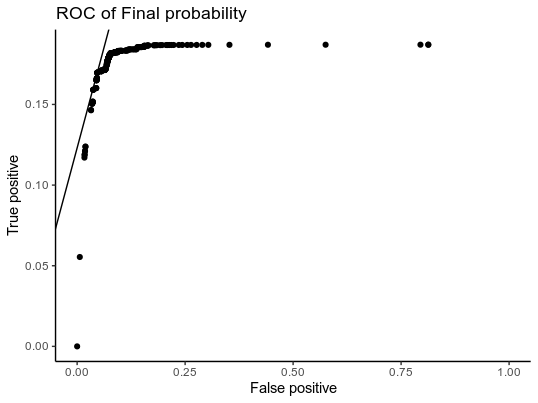 ROC of Final probability
True positive
0.15
0.10
0.05
0.00
0.00 0.25 0.50 0.75 1.00
False positive